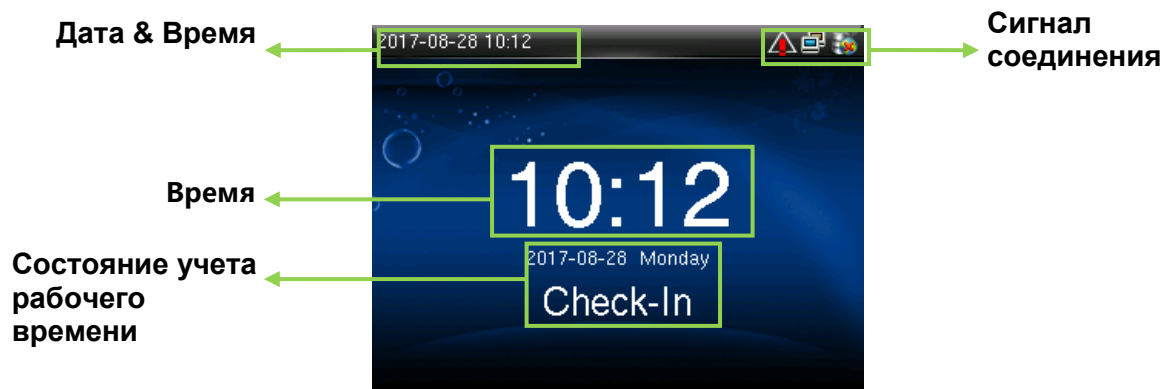 Дата & Время
2017-08-28 10:12
Сигнал
соединения
Время
10:12
Состояние учета
рабочего
времени
2017-08-28 Monday
Check-In